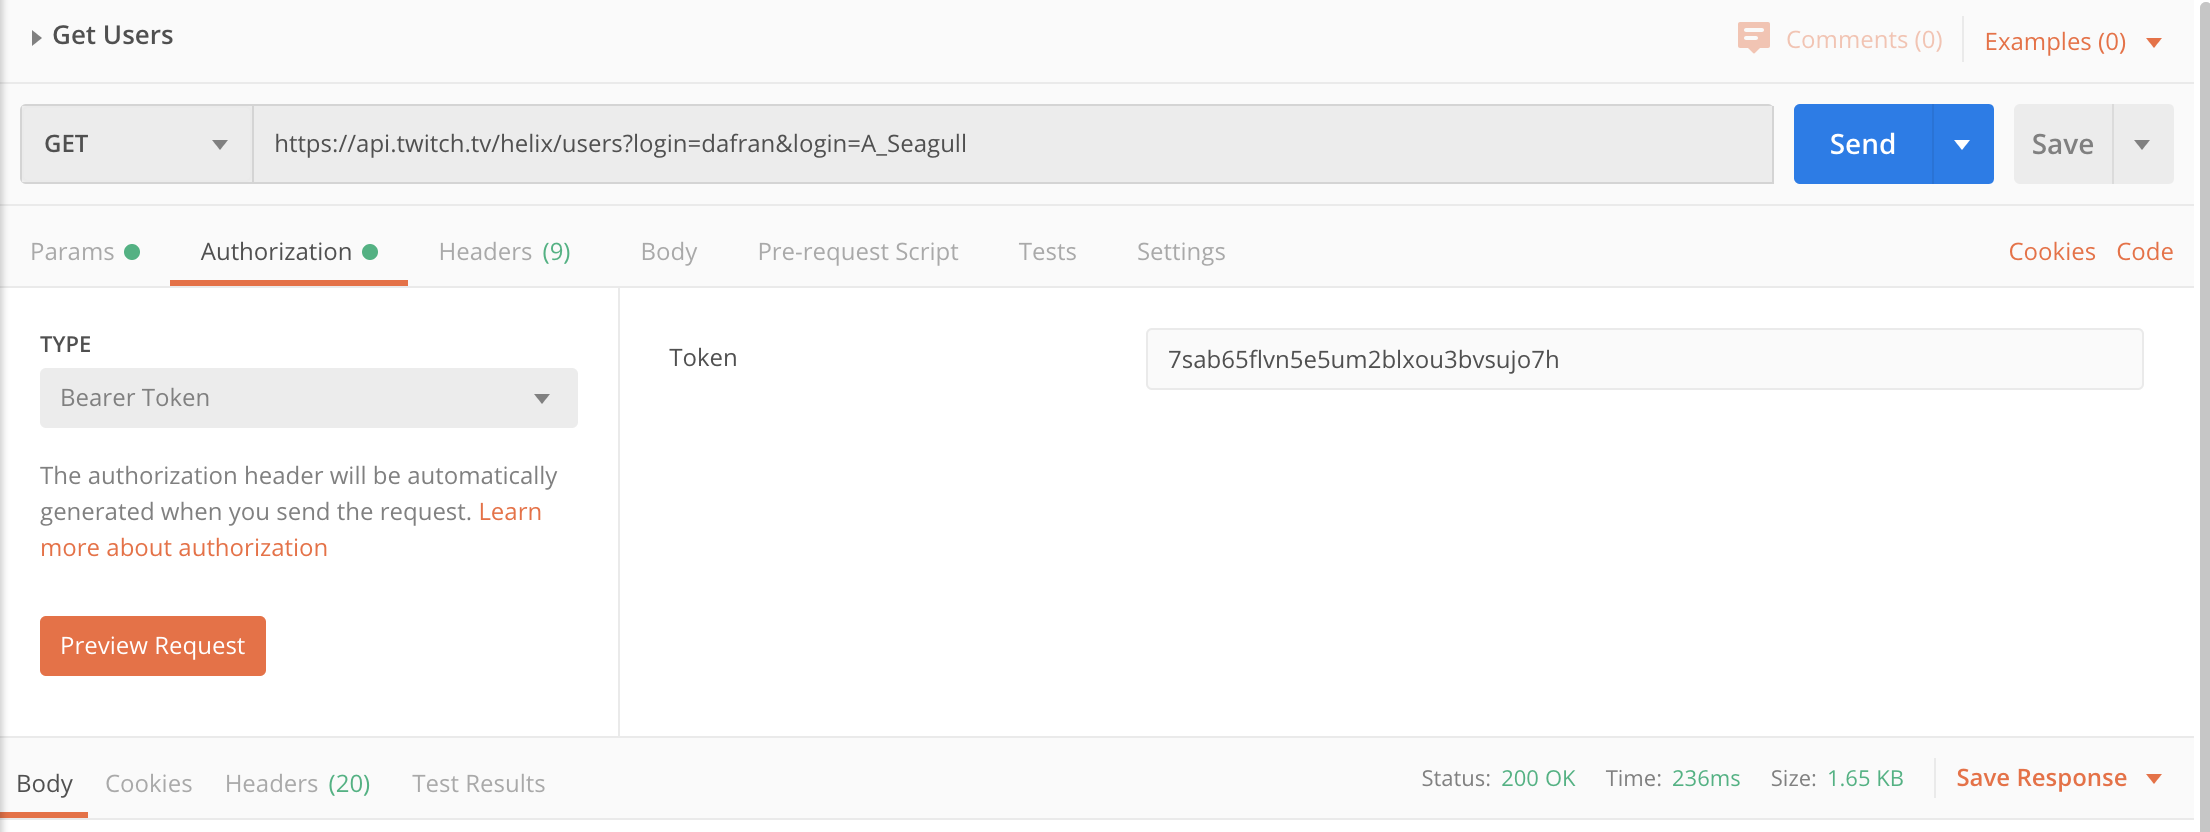 Get Users
Comments (0)
Examples (0)
GET
https://api.twitch.tv/helix/users?login=dafran&login=A_Seagull
Send
Save
Params
Authorization
Headers (9)
Body
Pre-request Script
Tests
Settings
Cookies
Code
TYPE
Bearer Token
The authorization header will be automatically
generated when you send the request. Learn
more about authorization
Preview Request
Token
7sab65flvn5e5um2blxou3bvsujo7h
Body
Cookies
Headers (20)
Test Results
Status: 200 OK
Time: 236ms
Size: 1.65 KB
Save Response